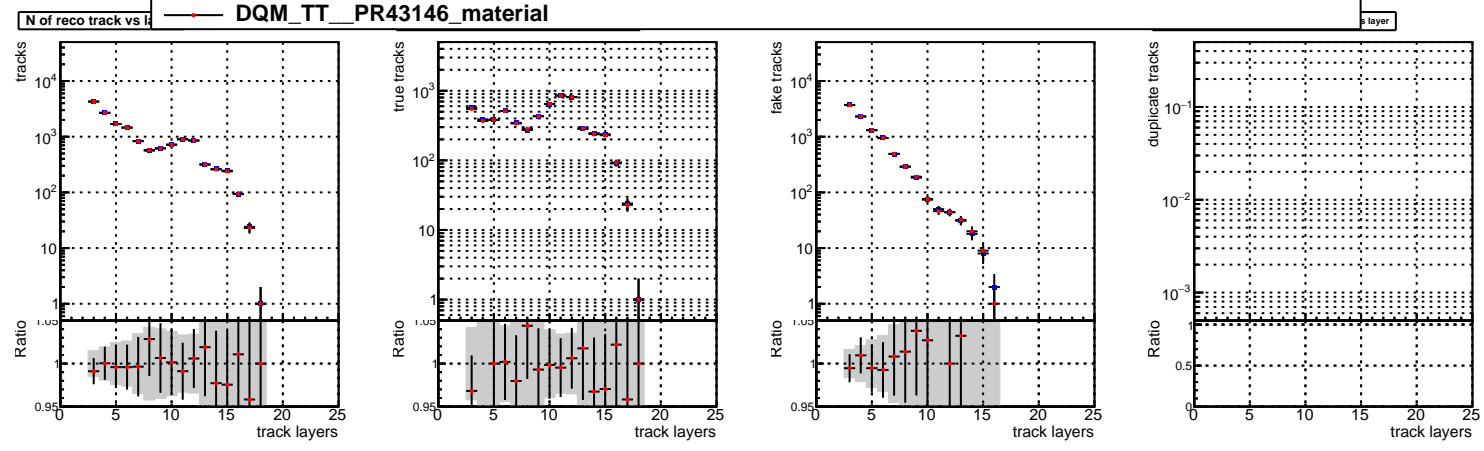 DQM_TT__PR43146_material
N of reco track vs la
s layer
tracks
10⁴
10³
10²
10
1
Ratio
1.05
1
0.95
0 5 10 15 20 25
track layers
true tracks
10³
10²
10
1
Ratio
1.05
1
0.95
0 5 10 15 20 25
track layers
fake tracks
10⁴
10³
10²
10
1
Ratio
1.05
1
0.95
0 5 10 15 20 25
track layers
duplicate tracks
10⁻¹
10⁻²
10⁻³
Ratio
1
0.5
0
0 5 10 15 20 25
track layers